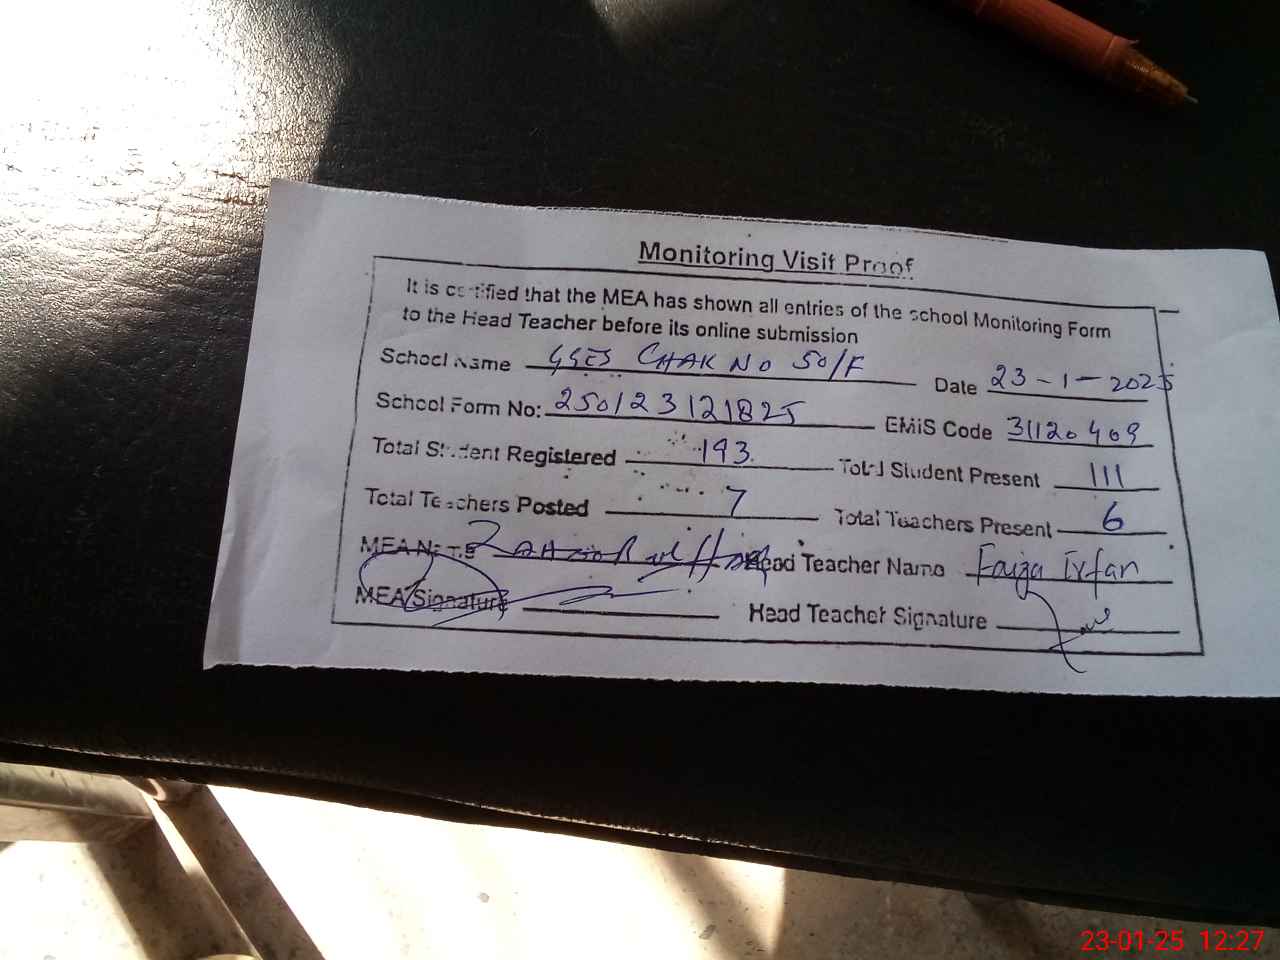 Monitoring Visit Proof
It is certified that the MEA has shown all entries of the school Monitoring Form
to the Head Teacher before its online submission
School Name GGES CHAK NO 50/F Date 23-1-2025
School Form No: 250123121825 EMIS Code 31120409
Total Student Registered 193 Total Student Present 111
Total Teachers Posted 7 Total Teachers Present 6
MEA Name Head Teacher Name Faiza Irfan
MEA Signature Head Teacher Signature
23-01-25 12:27